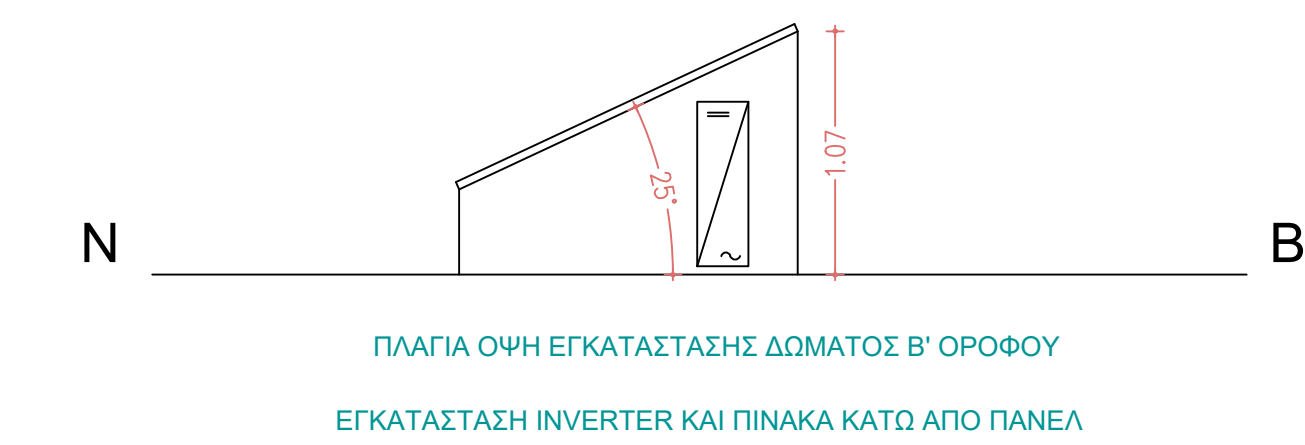 1.07
25°
Ν Β
ΠΛΑΓΙΑ ΟΨΗ ΕΓΚΑΤΑΣΤΑΣΗΣ ΔΩΜΑΤΟΣ Β' ΟΡΟΦΟΥ
ΕΓΚΑΤΑΣΤΑΣΗ INVERTER ΚΑΙ ΠΙΝΑΚΑ ΚΑΤΩ ΑΠΟ ΠΑΝΕΛ